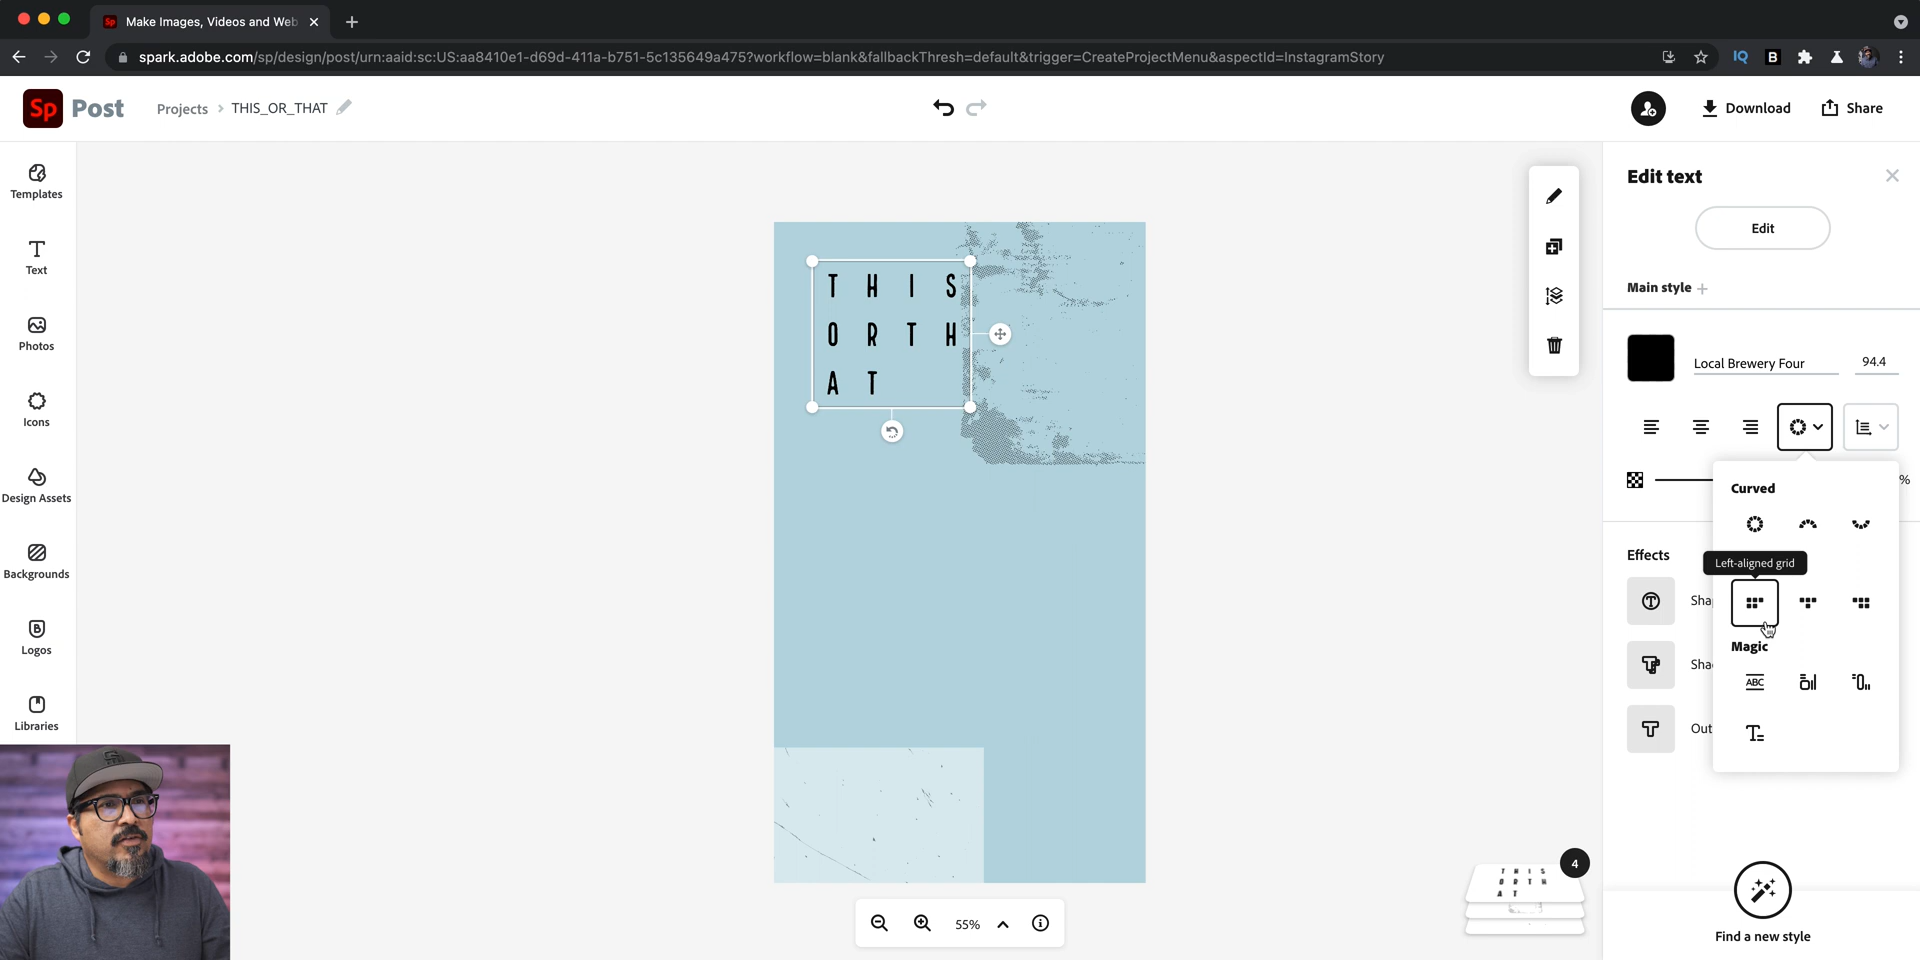 Make Images, Videos and Web
spark.adobe.com/sp/design/post/urn:aaid:sc:US:aa8410e1-d69d-411a-b751-5c135649a475?workflow=blank&fallbackThresh=default&trigger=CreateProjectMenu&aspectId=InstagramStory
Sp Post
Projects > THIS_OR_THAT
Download
Share
Templates
Text
Photos
Icons
Design Assets
Backgrounds
Logos
Libraries
T H I S
O R T H
A T
Edit text
Edit
Main style +
Local Brewery Four
94.4
%
Curved
Effects
Left-aligned grid
Sha
Magic
Sha
ABC
Out
4
T H I S
O R T H
A T
55%
Find a new style